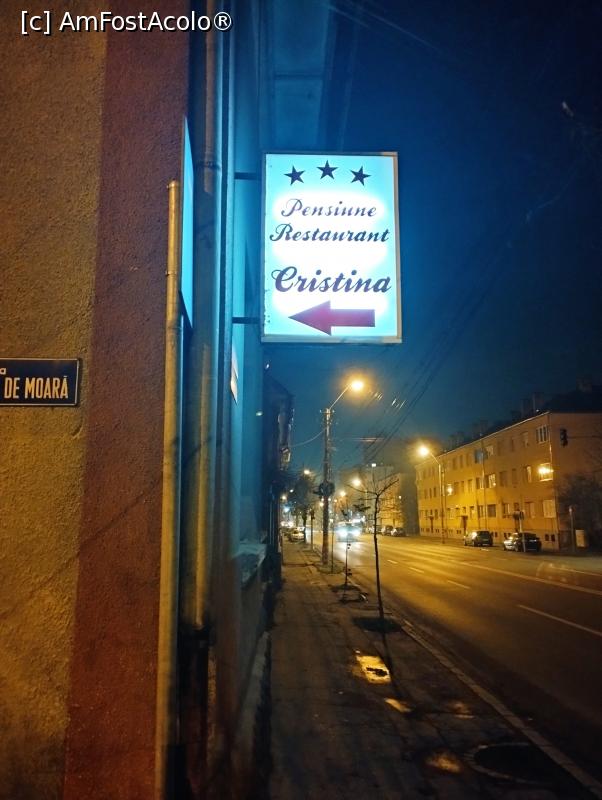 [c] AmFostAcolo®
Pensiune
Restaurant
Cristina
DE MOARĂ